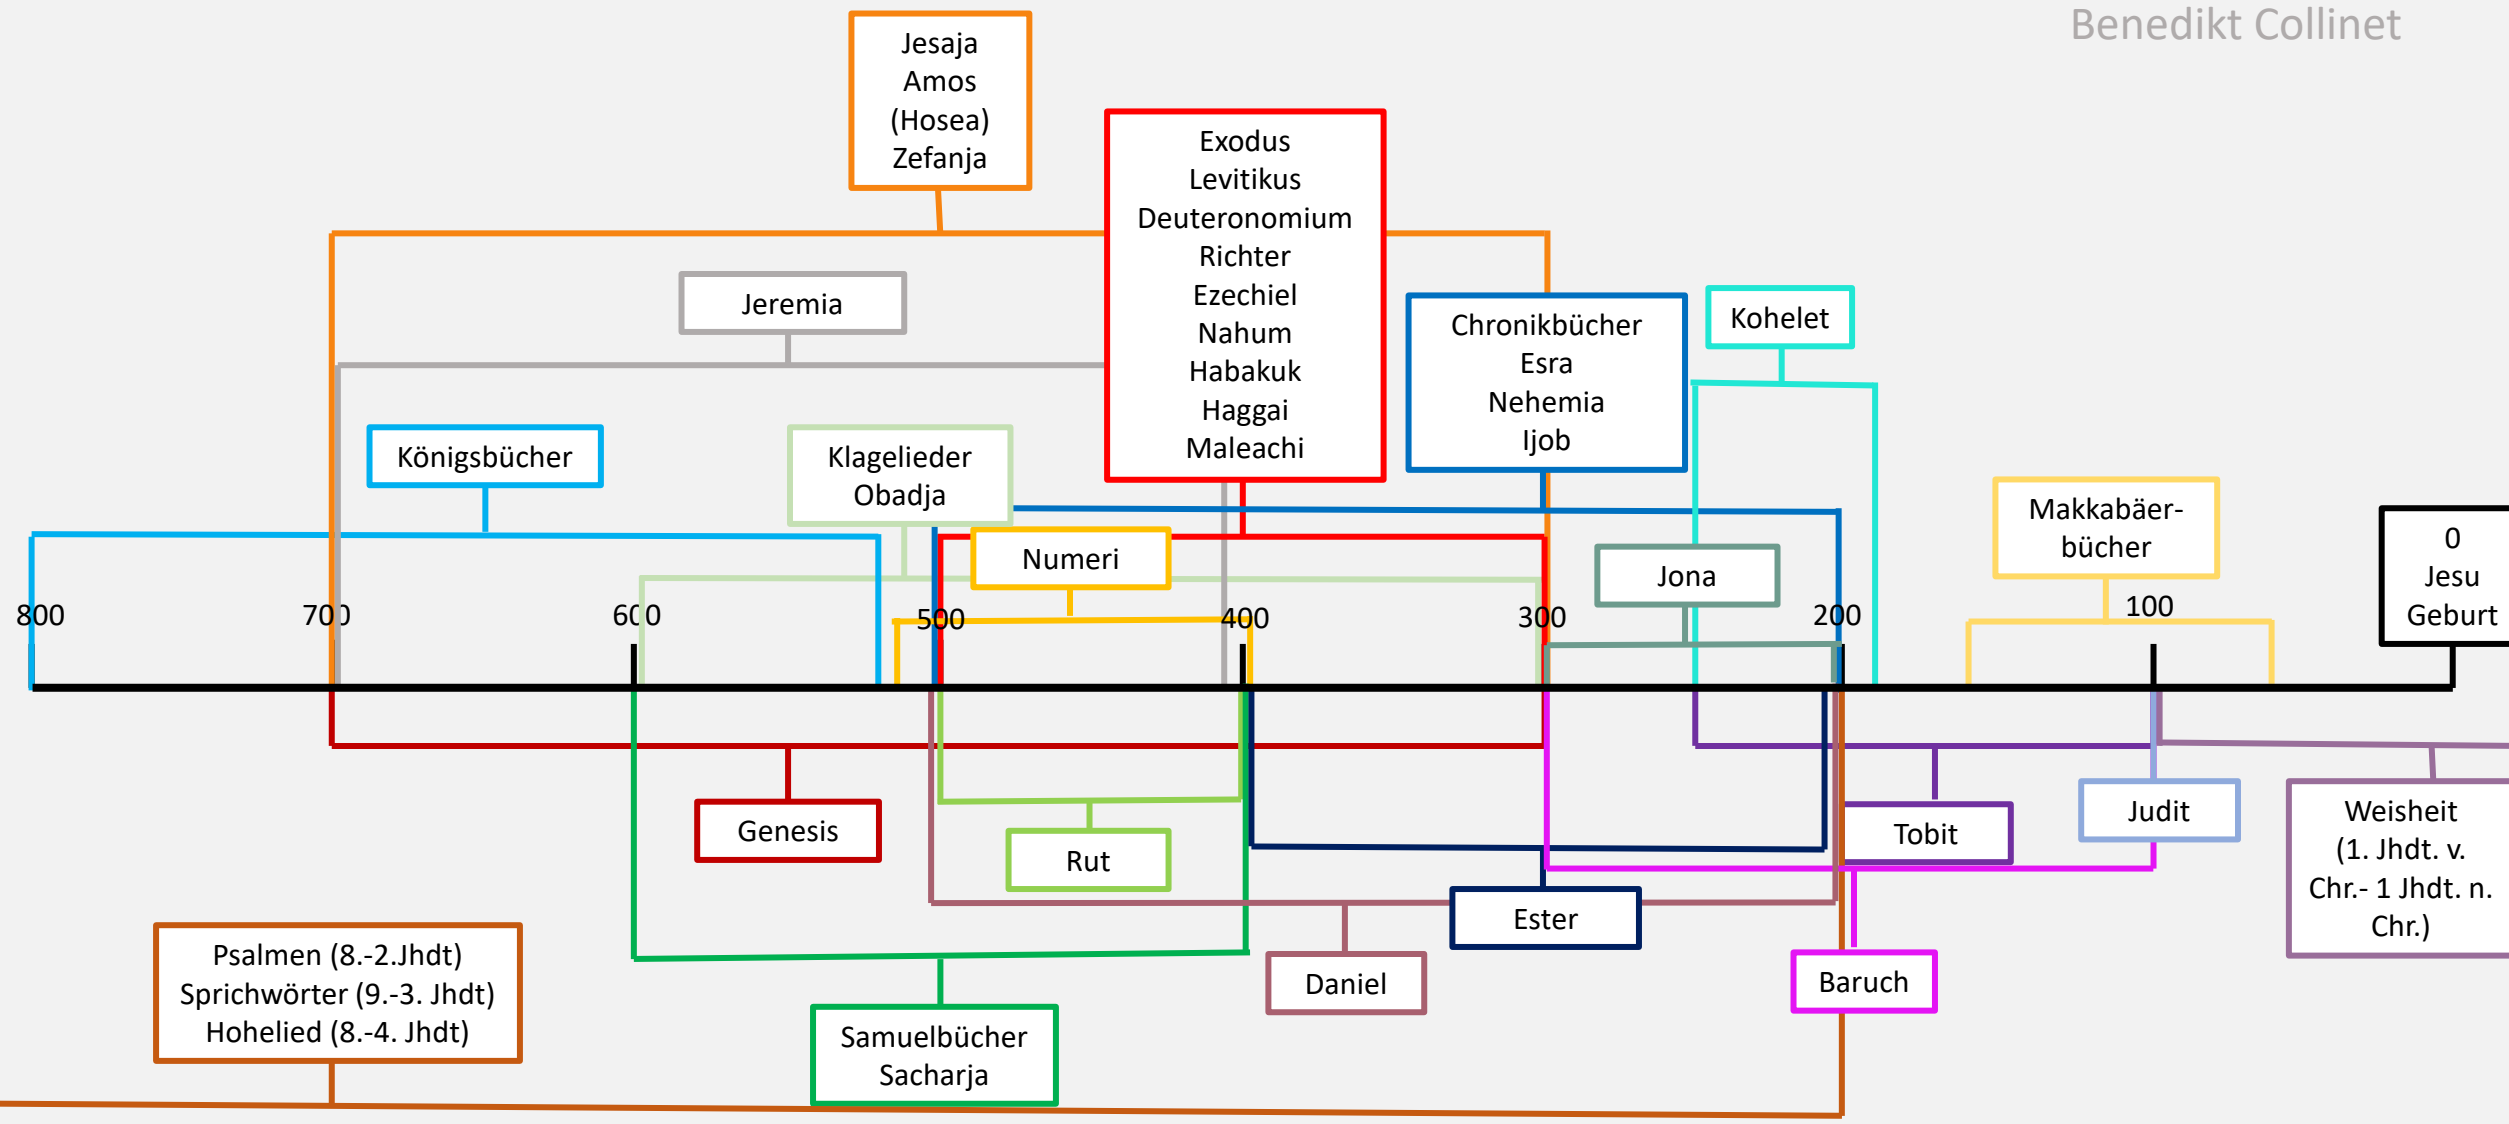 Benedikt Collinet
Jesaja
Amos
(Hosea)
Zefanja
Exodus
Levitikus
Deuteronomium
Richter
Ezechiel
Nahum
Habakuk
Haggai
Maleachi
Jeremia
Chronikbücher
Esra
Nehemia
Ijob
Kohelet
Königsbücher
Klagelieder
Obadja
Numeri
Jona
Makkabäer-
bücher
0
Jesu
Geburt
800
700
600
500
400
300
200
100
Genesis
Rut
Tobit
Judit
Weisheit
(1. Jhdt. v.
Chr.- 1 Jhdt. n.
Chr.)
Ester
Daniel
Baruch
Psalmen (8.-2.Jhdt)
Sprichwörter (9.-3. Jhdt)
Hohelied (8.-4. Jhdt)
Samuelbücher
Sacharja